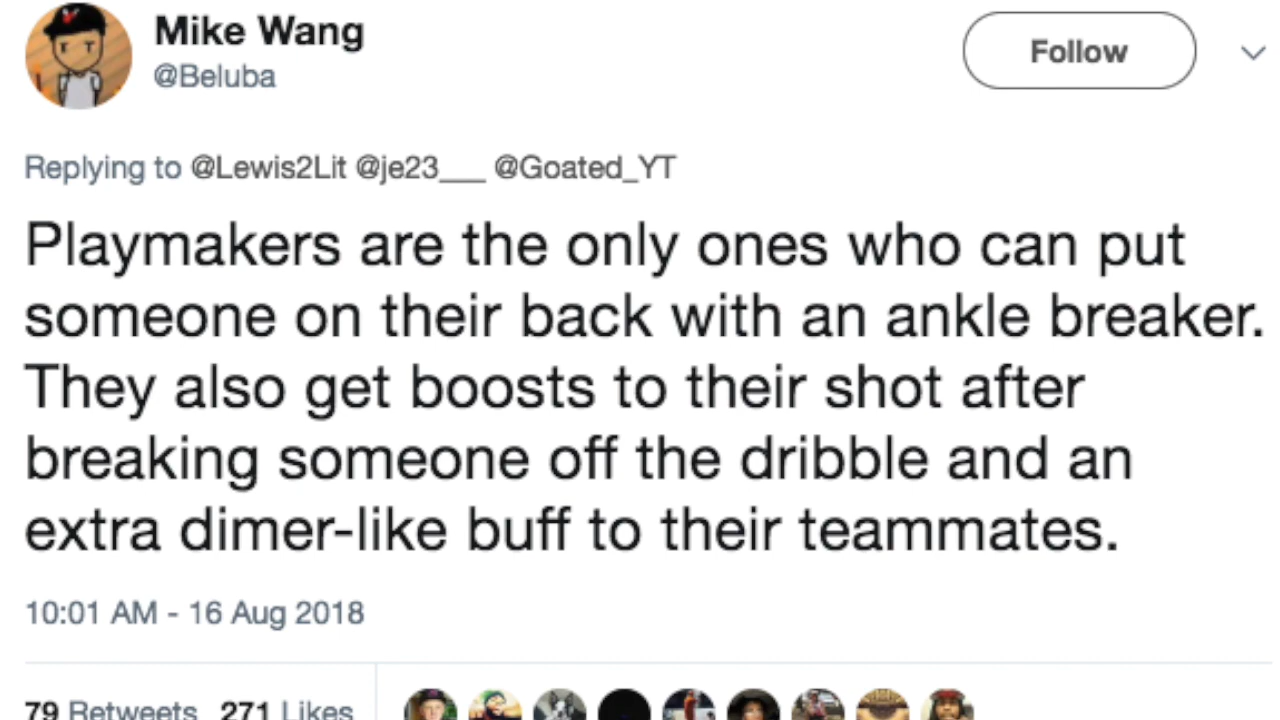 Mike Wang
@Beluba
Follow
Replying to @Lewis2Lit @je23___ @Goated_YT
Playmakers are the only ones who can put
someone on their back with an ankle breaker.
They also get boosts to their shot after
breaking someone off the dribble and an
extra dimer-like buff to their teammates.
10:01 AM - 16 Aug 2018
79 Retweets 271 Likes